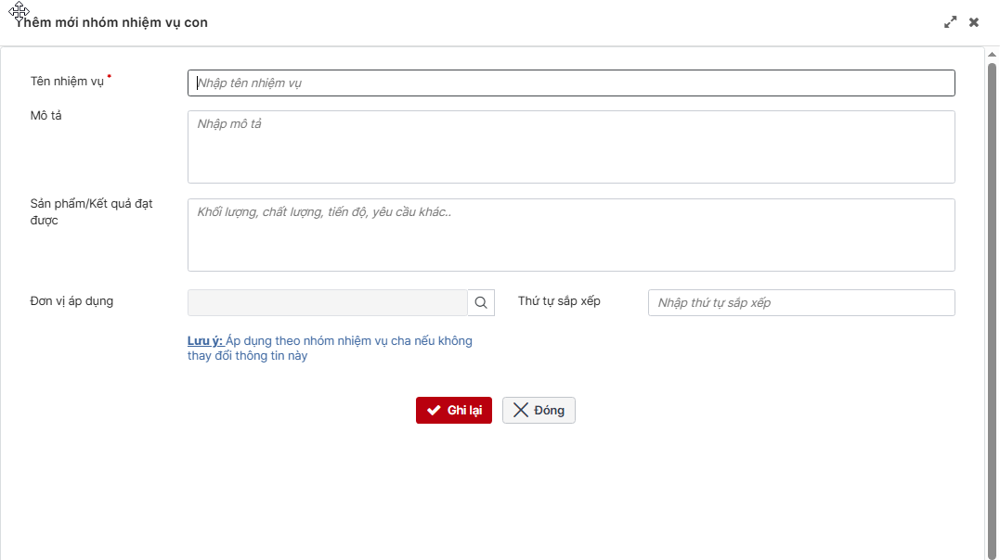 Thêm mới nhóm nhiệm vụ con
Tên nhiệm vụ *
Nhập tên nhiệm vụ
Mô tả
Nhập mô tả
Sản phẩm/Kết quả đạt
được
Khối lượng, chất lượng, tiến độ, yêu cầu khác..
Đơn vị áp dụng
Thứ tự sắp xếp
Nhập thứ tự sắp xếp
Lưu ý: Áp dụng theo nhóm nhiệm vụ cha nếu không
thay đổi thông tin này
Ghi lại
Đóng